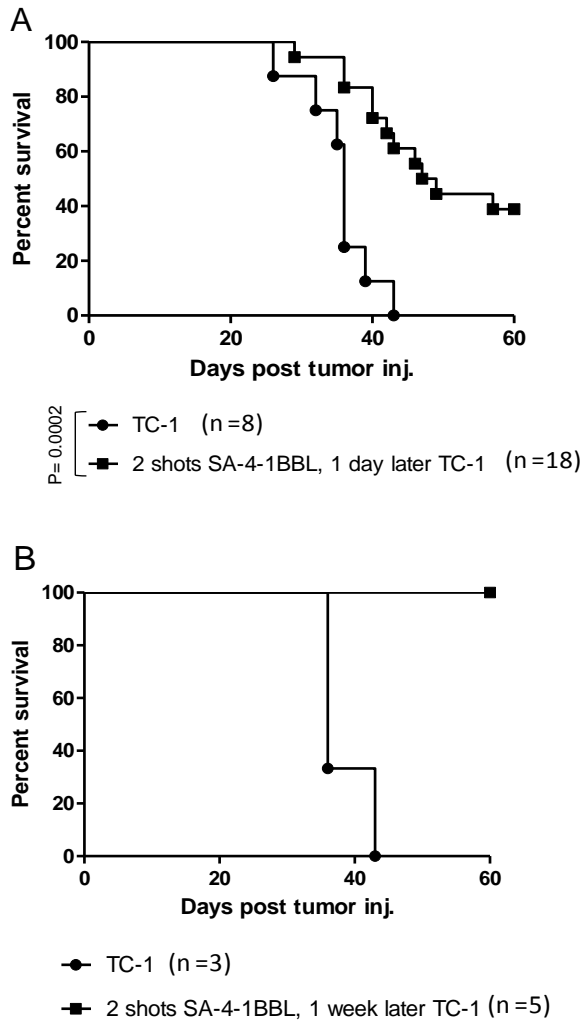 A
100
80
60
40
20
0
Percent survival
0 20 40 60
Days post tumor inj.
P= 0.0002
TC-1 (n =8)
2 shots SA-4-1BBL, 1 day later TC-1 (n =18)
B
100
80
60
40
20
0
Percent survival
0 20 40 60
Days post tumor inj.
TC-1 (n =3)
2 shots SA-4-1BBL, 1 week later TC-1 (n =5)